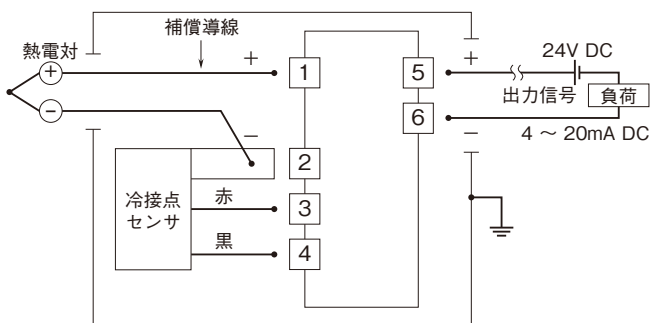 補償導線
熱電対
+
−
+
−
1
2
3
4
5
6
冷接点
センサ
赤
黒
+
−
24V DC
出力信号
負荷
4 ～ 20mA DC